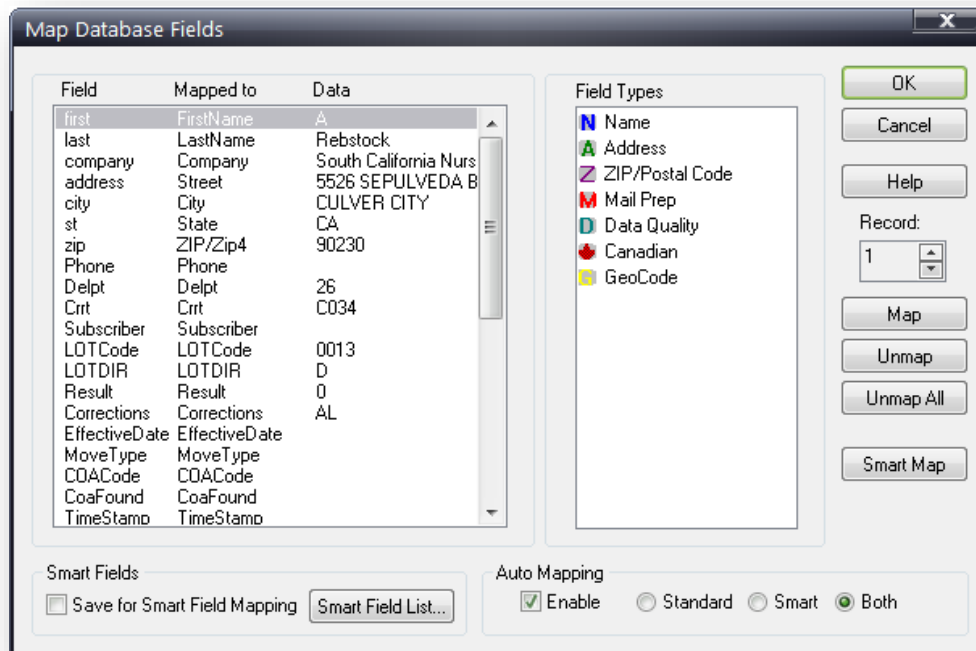 Map Database Fields
x
Field Mapped to Data
first FirstName A
last LastName Rebstock
company Company South California Nurs
address Street 5526 SEPULVEDA B
city City CULVER CITY
st State CA
zip ZIP/Zip4 90230
Phone Phone
Delpt Delpt 26
Crrt Crrt C034
Subscriber Subscriber
LOTCode LOTCode 0013
LOTDIR LOTDIR D
Result Result 0
Corrections Corrections AL
EffectiveDate EffectiveDate
MoveType MoveType
COACode COACode
CoaFound CoaFound
TimeStamp TimeStamp
Field Types
N Name
A Address
Z ZIP/Postal Code
M Mail Prep
D Data Quality
Canadian
G GeoCode
OK
Cancel
Help
Record:
1
Map
Unmap
Unmap All
Smart Map
Smart Fields
Save for Smart Field Mapping Smart Field List...
Auto Mapping
Enable Standard Smart Both